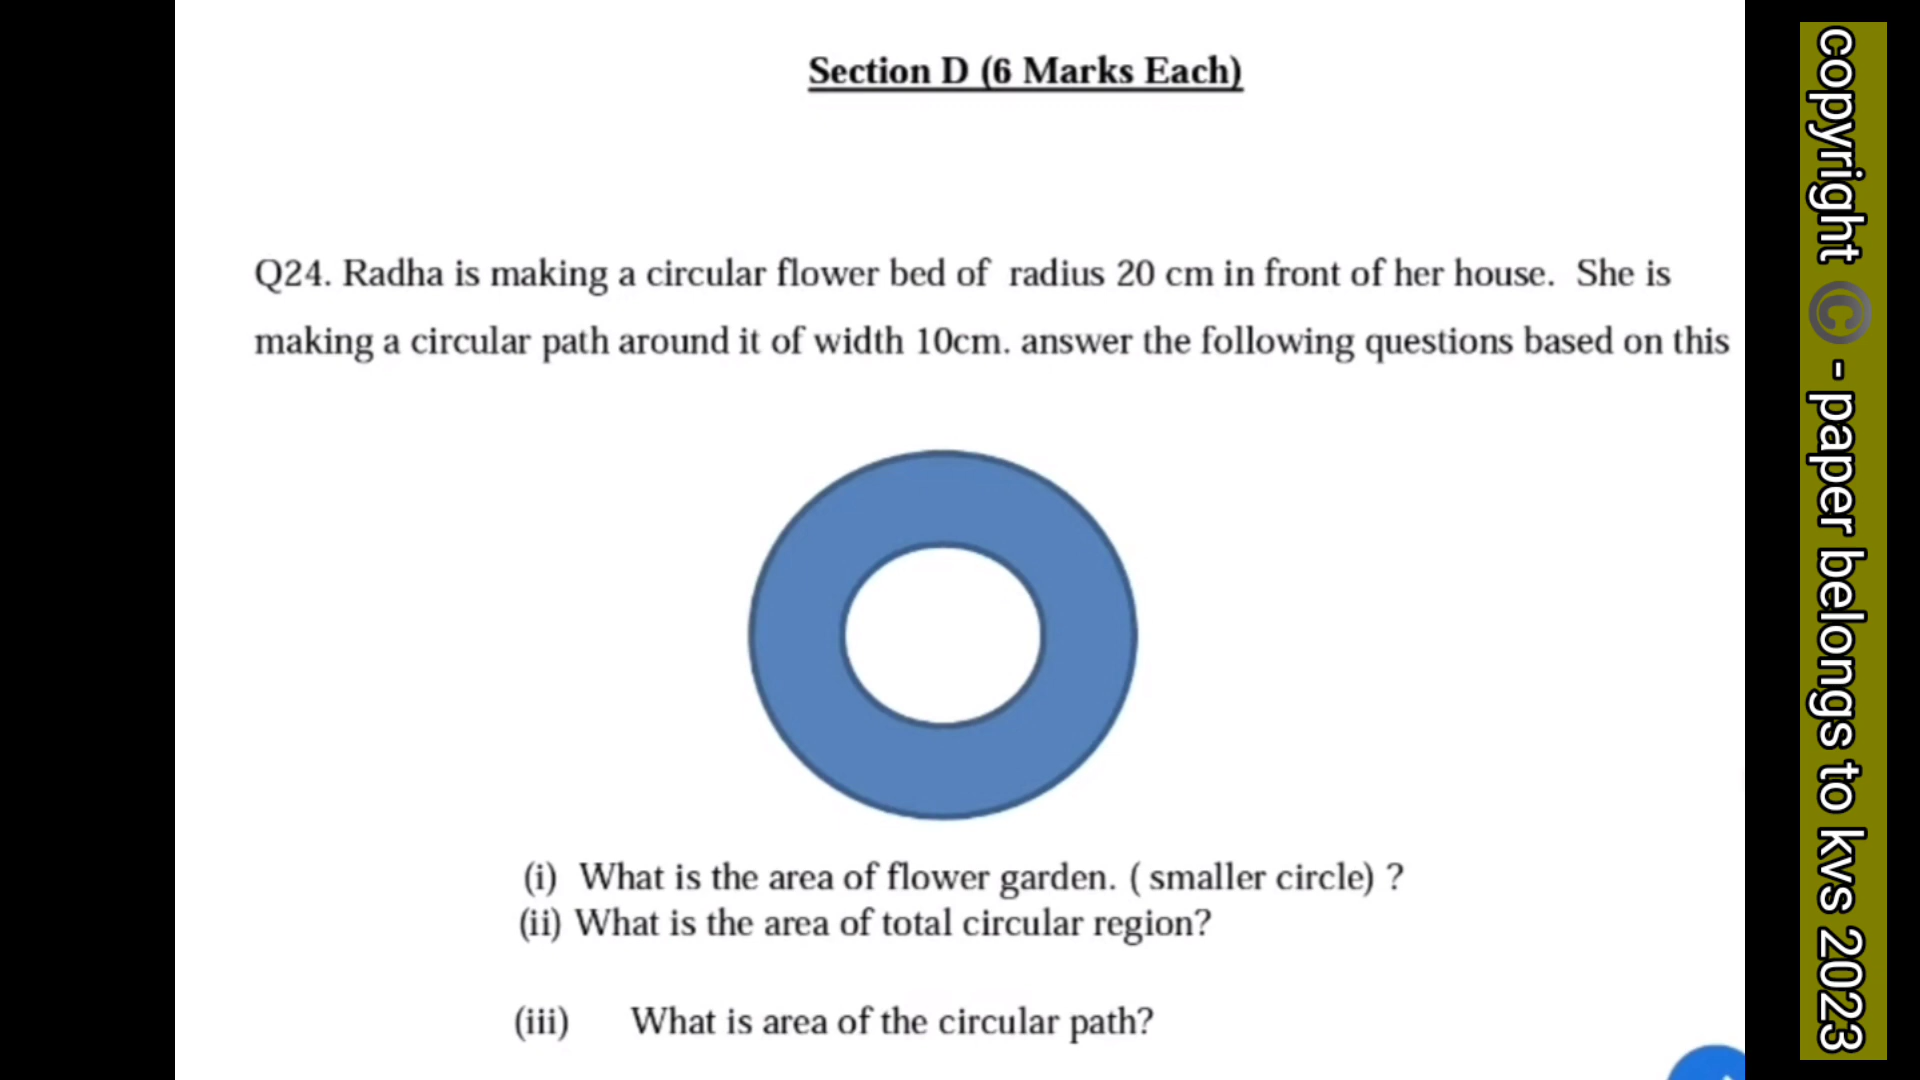 Section D (6 Marks Each)
Q24. Radha is making a circular flower bed of radius 20 cm in front of her house. She is
making a circular path around it of width 10cm. answer the following questions based on this
(i) What is the area of flower garden. ( smaller circle) ?
(ii) What is the area of total circular region?
(iii) What is area of the circular path?
copyright © - paper belongs to kvs 2023